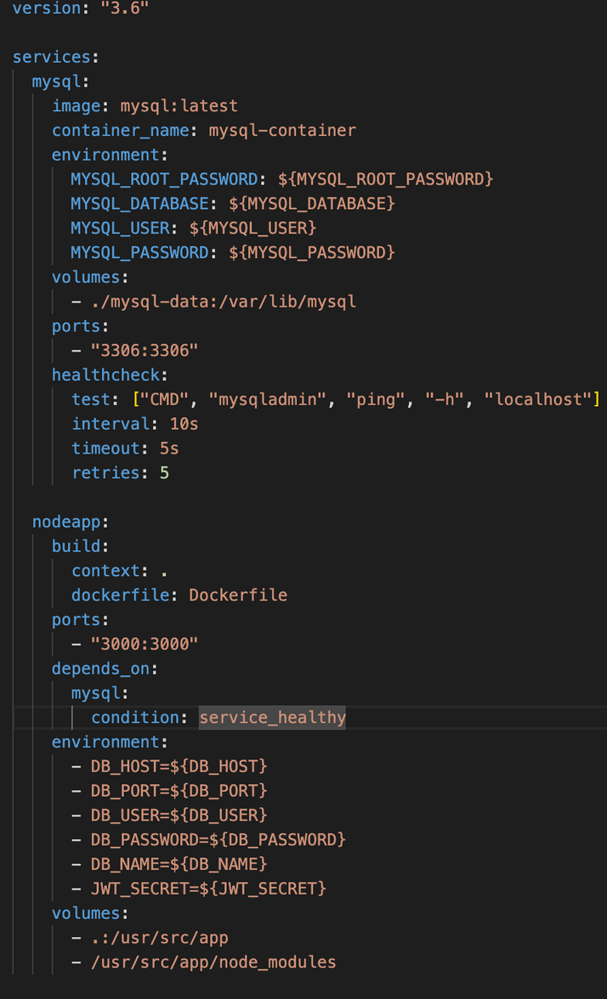 version: "3.6"
services:
mysql:
image: mysql:latest
container_name: mysql-container
environment:
MYSQL_ROOT_PASSWORD: ${MYSQL_ROOT_PASSWORD}
MYSQL_DATABASE: ${MYSQL_DATABASE}
MYSQL_USER: ${MYSQL_USER}
MYSQL_PASSWORD: ${MYSQL_PASSWORD}
volumes:
- ./mysql-data:/var/lib/mysql
ports:
- "3306:3306"
healthcheck:
test: ["CMD", "mysqladmin", "ping", "-h", "localhost"]
interval: 10s
timeout: 5s
retries: 5
nodeapp:
build:
context: .
dockerfile: Dockerfile
ports:
- "3000:3000"
depends_on:
mysql:
condition: service_healthy
environment:
- DB_HOST=${DB_HOST}
- DB_PORT=${DB_PORT}
- DB_USER=${DB_USER}
- DB_PASSWORD=${DB_PASSWORD}
- DB_NAME=${DB_NAME}
- JWT_SECRET=${JWT_SECRET}
volumes:
- .:/usr/src/app
- /usr/src/app/node_modules